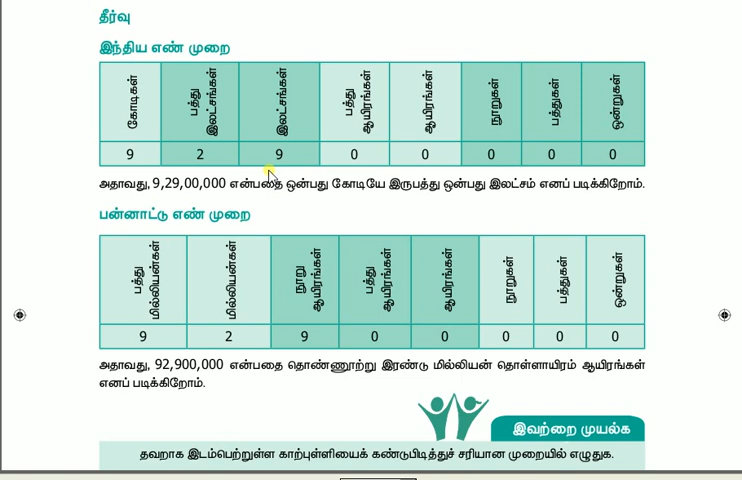 தீர்வு
இந்திய எண் முறை
கோடிகள் பத்து இலட்சங்கள் இலட்சங்கள் பத்து ஆயிரங்கள் ஆயிரங்கள் நூறுகள் பத்துகள் ஒன்றுகள்
9 2 9 0 0 0 0 0
அதாவது, 9,29,00,000 என்பதை ஒன்பது கோடியே இருபத்து ஒன்பது இலட்சம் எனப் படிக்கிறோம்.
பன்னாட்டு எண் முறை
பத்து மில்லியன்கள் மில்லியன்கள் நூறு ஆயிரங்கள் பத்து ஆயிரங்கள் ஆயிரங்கள் நூறுகள் பத்துகள் ஒன்றுகள்
9 2 9 0 0 0 0 0
அதாவது, 92,900,000 என்பதை தொண்ணூற்று இரண்டு மில்லியன் தொள்ளாயிரம் ஆயிரங்கள்
எனப் படிக்கிறோம்.
இவற்றை முயல்க
தவறாக இடம்பெற்றுள்ள காற்புள்ளியைக் கண்டுபிடித்துச் சரியான முறையில் எழுதுக.